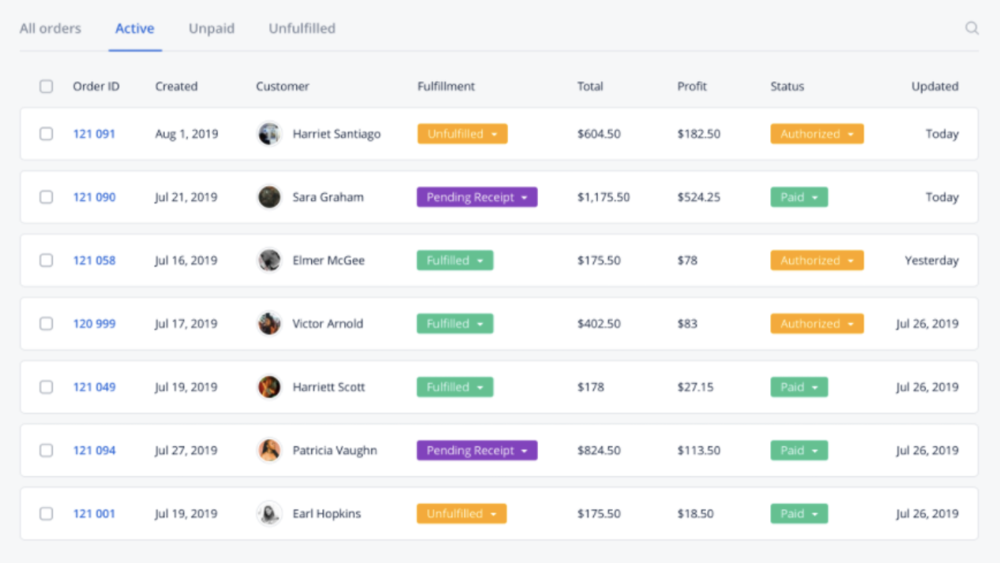 All orders Active Unpaid Unfulfilled
Order ID Created Customer Fulfillment Total Profit Status Updated
121 091 Aug 1, 2019 Harriet Santiago Unfulfilled $604.50 $182.50 Authorized Today
121 090 Jul 21, 2019 Sara Graham Pending Receipt $1,175.50 $524.25 Paid Today
121 058 Jul 16, 2019 Elmer McGee Fulfilled $175.50 $78 Authorized Yesterday
120 999 Jul 17, 2019 Victor Arnold Fulfilled $402.50 $83 Authorized Jul 26, 2019
121 049 Jul 19, 2019 Harriett Scott Fulfilled $178 $27.15 Paid Jul 26, 2019
121 094 Jul 27, 2019 Patricia Vaughn Pending Receipt $824.50 $113.50 Paid Jul 26, 2019
121 001 Jul 19, 2019 Earl Hopkins Unfulfilled $175.50 $18.50 Paid Jul 26, 2019